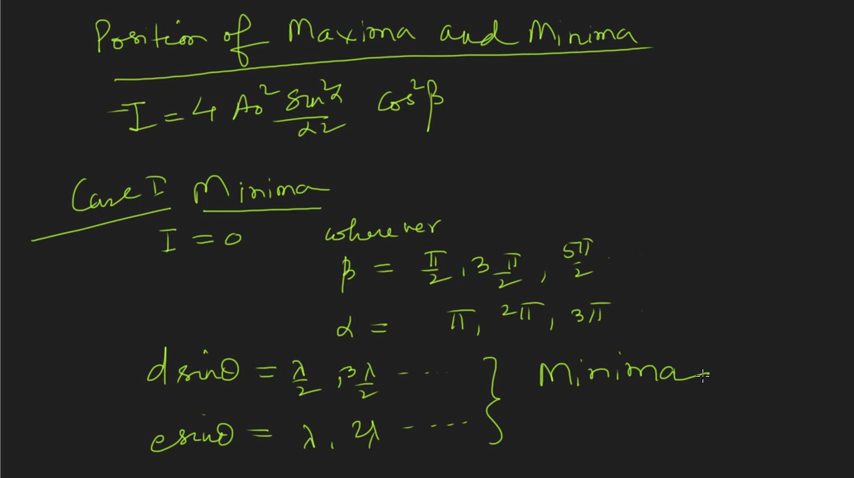 Position of Maxima and Minima
I = 4 A₀² sin²α/α² cos²β
Case I Minima
I = 0 wherever
β = π/2, 3π/2, 5π/2
α = π, 2π, 3π
d sinθ = λ/2, 3λ/2 ---- } Minima
e sinθ = λ, 2λ ----